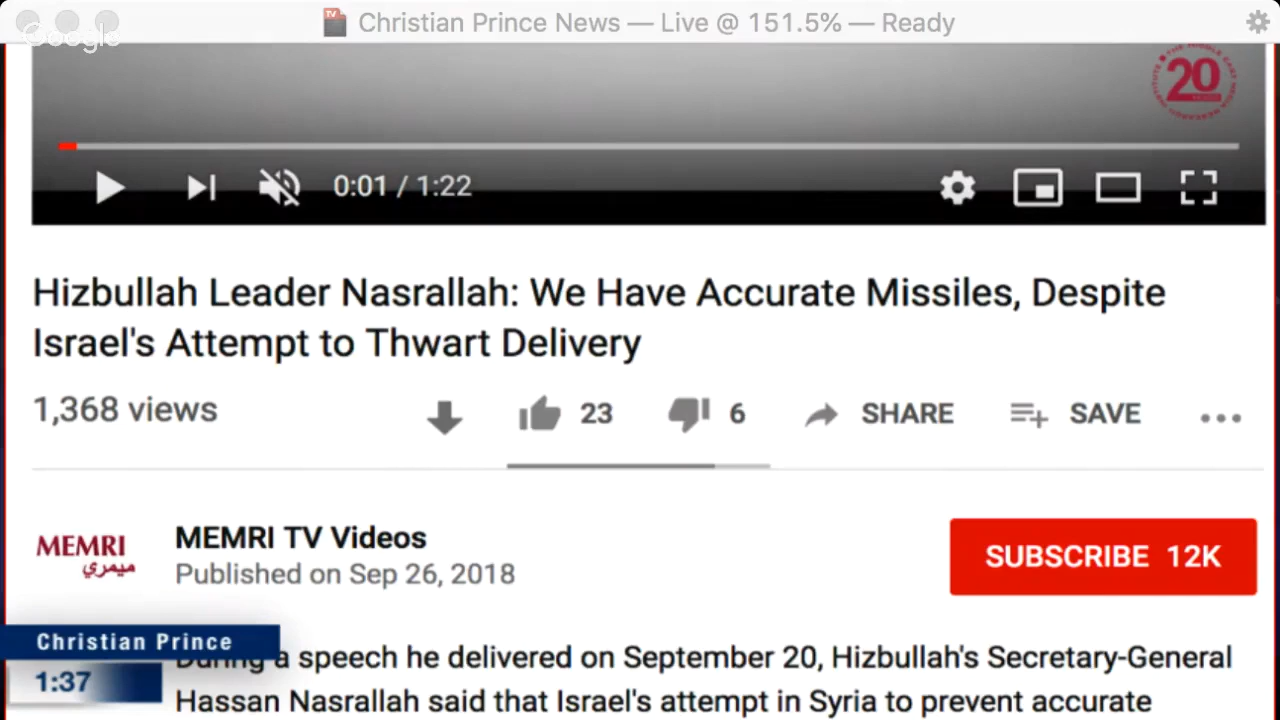 Christian Prince News — Live @ 151.5% — Ready
Google
20
0:01 / 1:22
Hizbullah Leader Nasrallah: We Have Accurate Missiles, Despite
Israel's Attempt to Thwart Delivery
1,368 views
23
6
SHARE
SAVE
MEMRI
ميمري
MEMRI TV Videos
Published on Sep 26, 2018
SUBSCRIBE 12K
Christian Prince
1:37
During a speech he delivered on September 20, Hizbullah's Secretary-General
Hassan Nasrallah said that Israel's attempt in Syria to prevent accurate